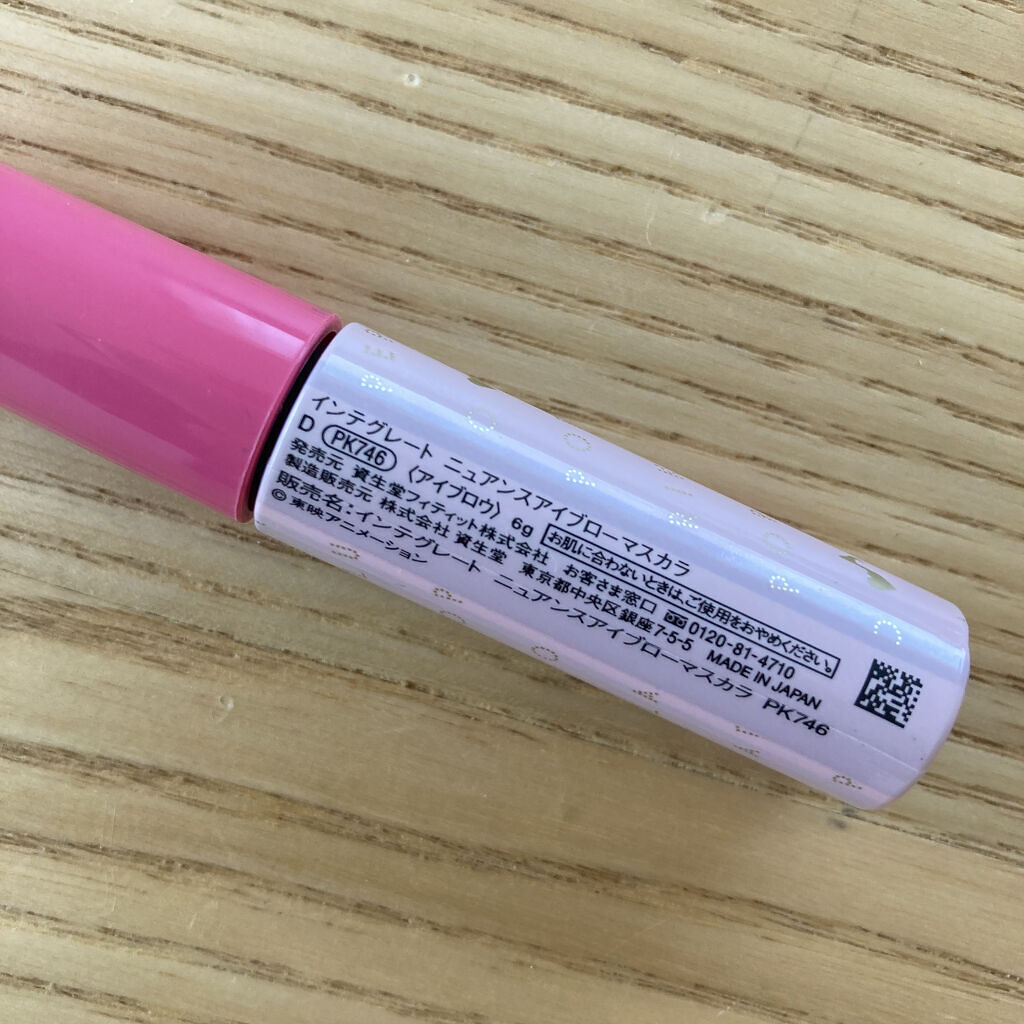 インテグレート ニュアンスアイブローマスカラ
D PK746 〈アイブロウ〉 6g お肌に合わないときは、ご使用をおやめください。
発売元 資生堂フィティット株式会社 お客さま窓口 0120-81-4710
製造販売元 株式会社 資生堂 東京都中央区銀座7-5-5 MADE IN JAPAN
販売名:インテグレート ニュアンスアイブローマスカラ PK746
©東映アニメーション